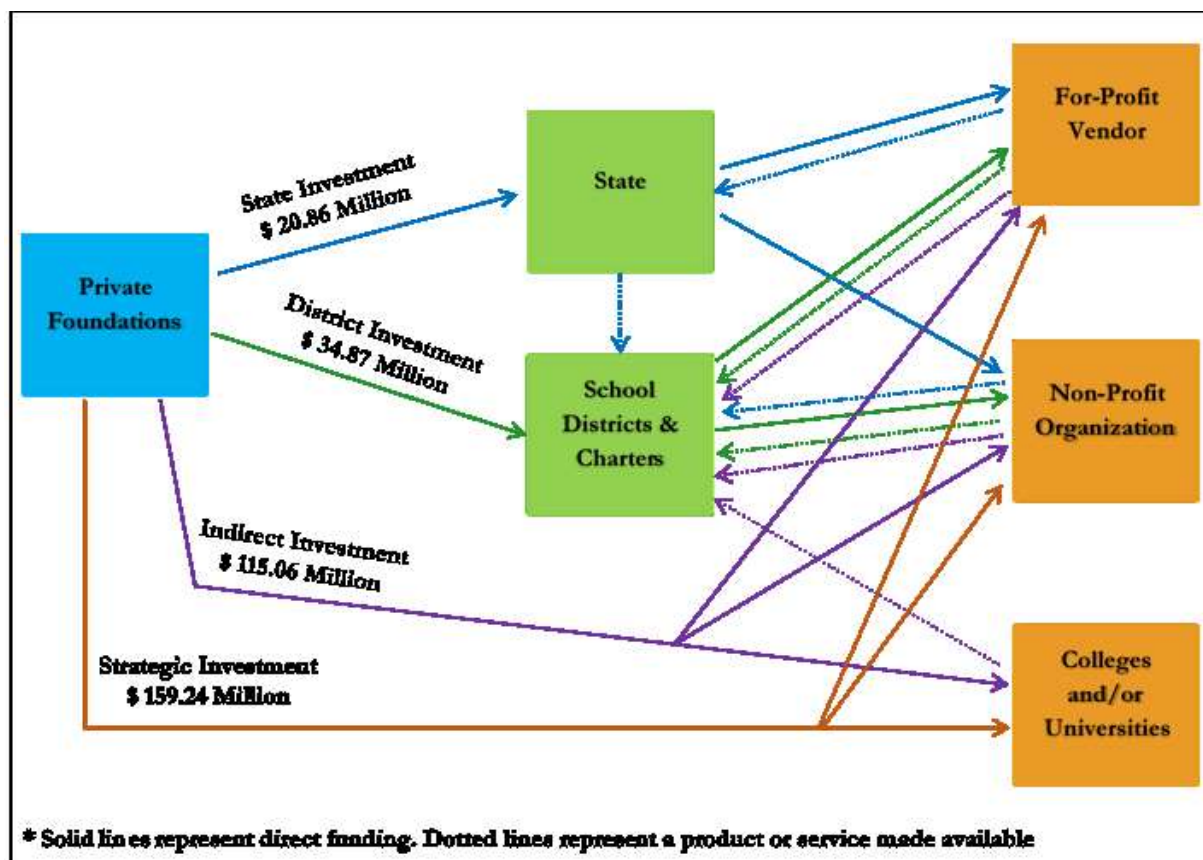 For-Profit
Vendor
State
State Investment
$ 20.86 Million
Private
Foundations
District Investment
$ 34.87 Million
School
Districts &
Charters
Non-Profit
Organization
Indirect Investment
$ 115.06 Million
Strategic Investment
$ 159.24 Million
Colleges
and/or
Universities
* Solid lines represent direct funding. Dotted lines represent a product or service made available